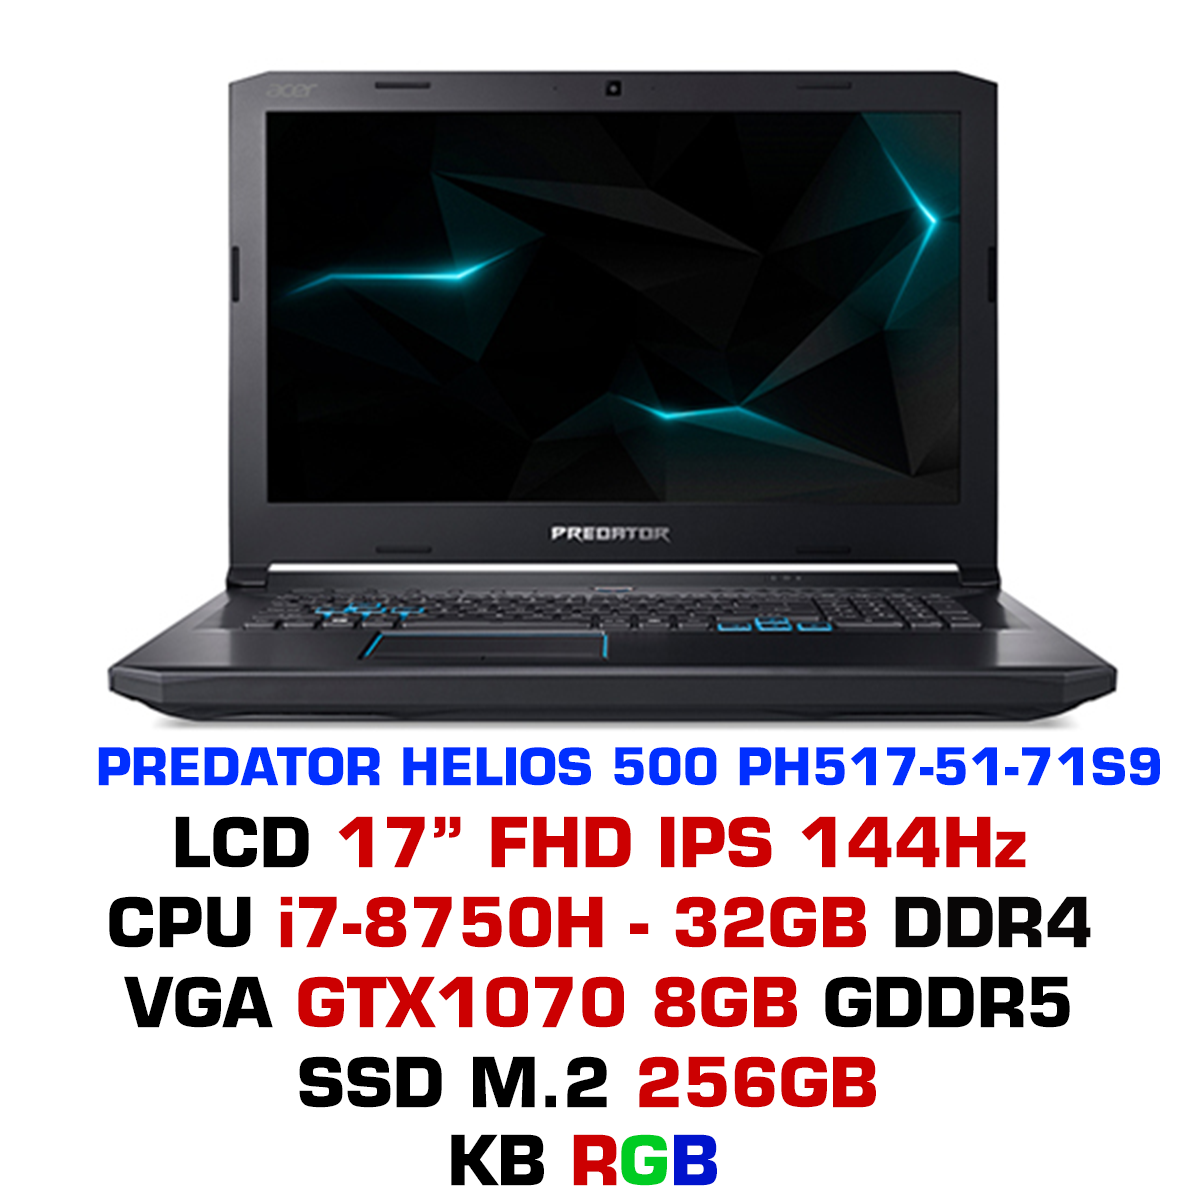 acer
PREDATOR
PREDATOR HELIOS 500 PH517-51-71S9
LCD 17” FHD IPS 144Hz
CPU i7-8750H - 32GB DDR4
VGA GTX1070 8GB GDDR5
SSD M.2 256GB
KB RGB